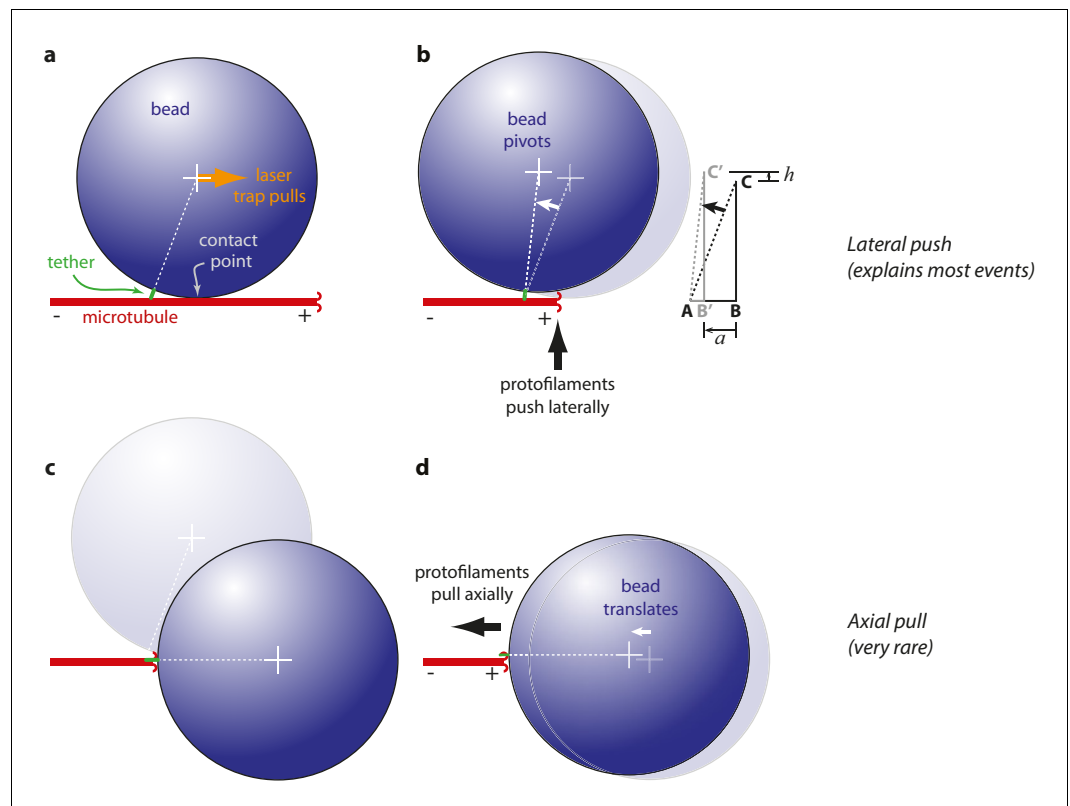 a
bead
laser
trap pulls
contact
point
tether
-
microtubule
+
b
bead
pivots
C'
C
h
A
B'
B
a
-
+
protofilaments
push laterally
Lateral push
(explains most events)
c
d
protofilaments
pull axially
bead
translates
-
+
Axial pull
(very rare)